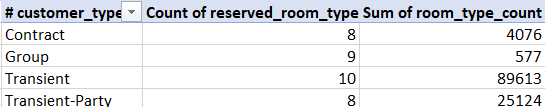 # customer_type Count of reserved_room_type Sum of room_type_count
Contract 8 4076
Group 9 577
Transient 10 89613
Transient-Party 8 25124